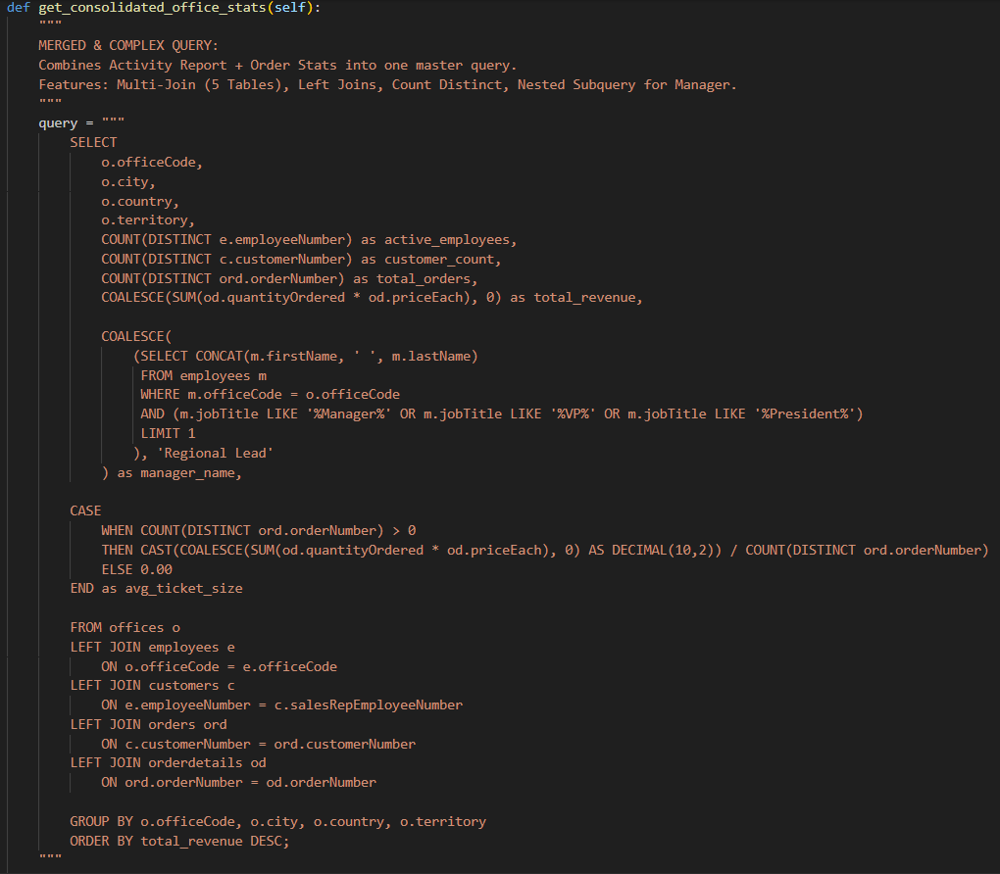 def get_consolidated_office_stats(self):
"""
MERGED & COMPLEX QUERY:
Combines Activity Report + Order Stats into one master query.
Features: Multi-Join (5 Tables), Left Joins, Count Distinct, Nested Subquery for Manager.
"""
query = """
SELECT
o.officeCode,
o.city,
o.country,
o.territory,
COUNT(DISTINCT e.employeeNumber) as active_employees,
COUNT(DISTINCT c.customerNumber) as customer_count,
COUNT(DISTINCT ord.orderNumber) as total_orders,
COALESCE(SUM(od.quantityOrdered * od.priceEach), 0) as total_revenue,
COALESCE(
(SELECT CONCAT(m.firstName, ' ', m.lastName)
FROM employees m
WHERE m.officeCode = o.officeCode
AND (m.jobTitle LIKE '%Manager%' OR m.jobTitle LIKE '%VP%' OR m.jobTitle LIKE '%President%')
LIMIT 1
), 'Regional Lead'
) as manager_name,
CASE
WHEN COUNT(DISTINCT ord.orderNumber) > 0
THEN CAST(COALESCE(SUM(od.quantityOrdered * od.priceEach), 0) AS DECIMAL(10,2)) / COUNT(DISTINCT ord.orderNumber)
ELSE 0.00
END as avg_ticket_size
FROM offices o
LEFT JOIN employees e
ON o.officeCode = e.officeCode
LEFT JOIN customers c
ON e.employeeNumber = c.salesRepEmployeeNumber
LEFT JOIN orders ord
ON c.customerNumber = ord.customerNumber
LEFT JOIN orderdetails od
ON ord.orderNumber = od.orderNumber
GROUP BY o.officeCode, o.city, o.country, o.territory
ORDER BY total_revenue DESC;
"""